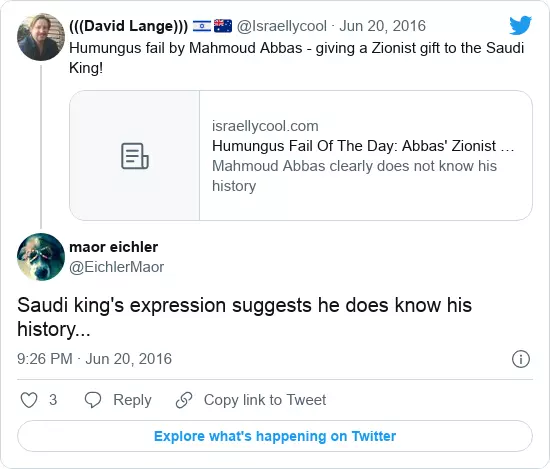 (((David Lange))) 🇮🇱 🇦🇺 @Israellycool · Jun 20, 2016
Humungus fail by Mahmoud Abbas - giving a Zionist gift to the Saudi
King!
israellycool.com
Humungus Fail Of The Day: Abbas' Zionist …
Mahmoud Abbas clearly does not know his
history
maor eichler
@EichlerMaor
Saudi king's expression suggests he does know his
history...
9:26 PM · Jun 20, 2016
3 Reply Copy link to Tweet
Explore what's happening on Twitter